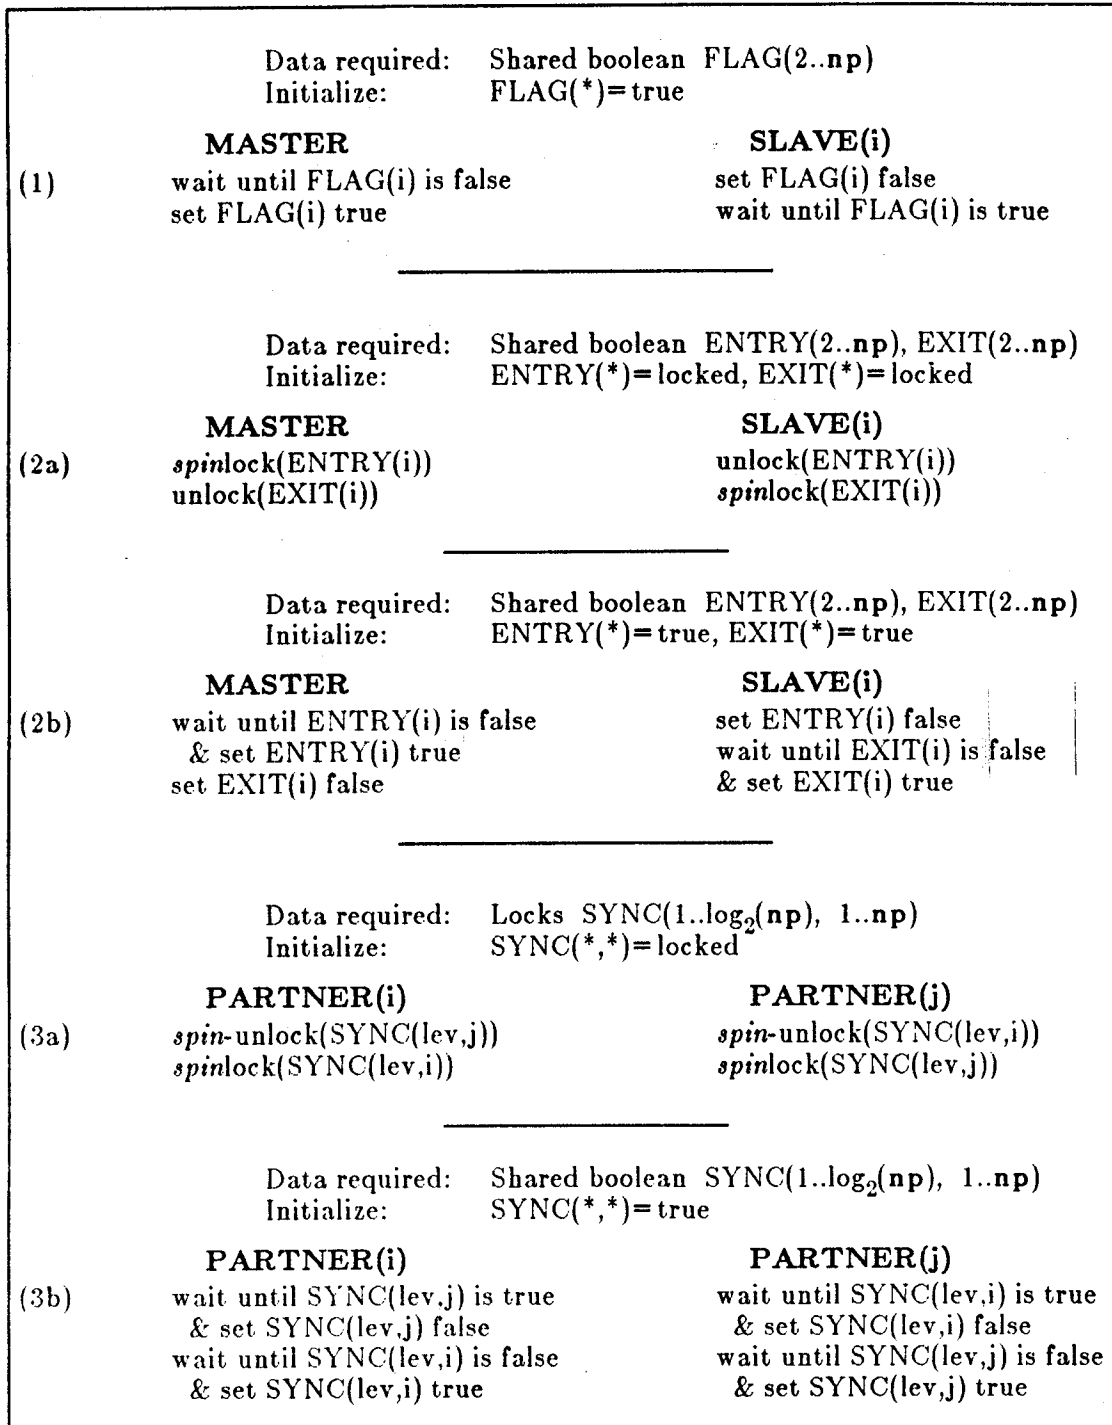 Data required: Shared boolean FLAG(2..np)
Initialize: FLAG(*)=true
MASTER SLAVE(i)
(1) wait until FLAG(i) is false set FLAG(i) false
set FLAG(i) true wait until FLAG(i) is true
Data required: Shared boolean ENTRY(2..np), EXIT(2..np)
Initialize: ENTRY(*)=locked, EXIT(*)=locked
MASTER SLAVE(i)
(2a) spinlock(ENTRY(i)) unlock(ENTRY(i))
unlock(EXIT(i)) spinlock(EXIT(i))
Data required: Shared boolean ENTRY(2..np), EXIT(2..np)
Initialize: ENTRY(*)=true, EXIT(*)=true
MASTER SLAVE(i)
(2b) wait until ENTRY(i) is false set ENTRY(i) false
& set ENTRY(i) true wait until EXIT(i) is false
set EXIT(i) false & set EXIT(i) true
Data required: Locks SYNC(1..log₂(np), 1..np)
Initialize: SYNC(*,*)=locked
PARTNER(i) PARTNER(j)
(3a) spin-unlock(SYNC(lev,j)) spin-unlock(SYNC(lev,i))
spinlock(SYNC(lev,i)) spinlock(SYNC(lev,j))
Data required: Shared boolean SYNC(1..log₂(np), 1..np)
Initialize: SYNC(*,*)=true
PARTNER(i) PARTNER(j)
(3b) wait until SYNC(lev,j) is true wait until SYNC(lev,i) is true
& set SYNC(lev,j) false & set SYNC(lev,i) false
wait until SYNC(lev,i) is false wait until SYNC(lev,j) is false
& set SYNC(lev,i) true & set SYNC(lev,j) true